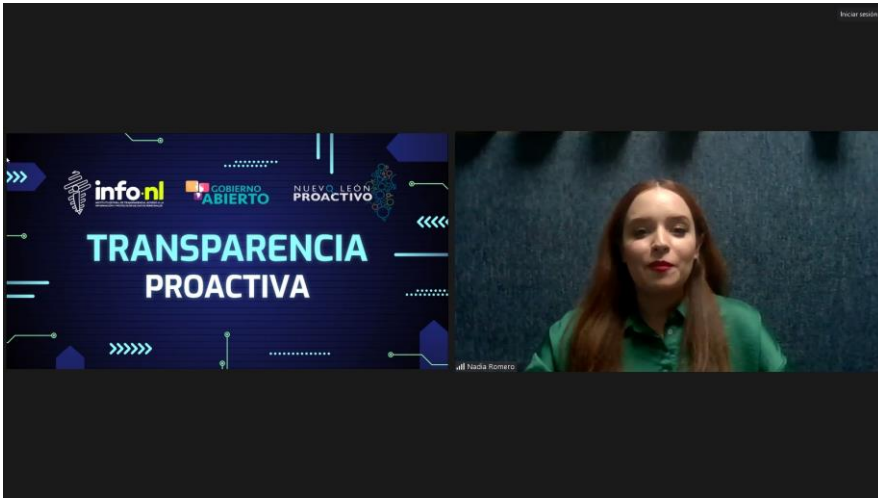 Iniciar sesión
info·nl
GOBIERNO
ABIERTO
NUEVO LEÓN
PROACTIVO
TRANSPARENCIA
PROACTIVA
Nadia Romero